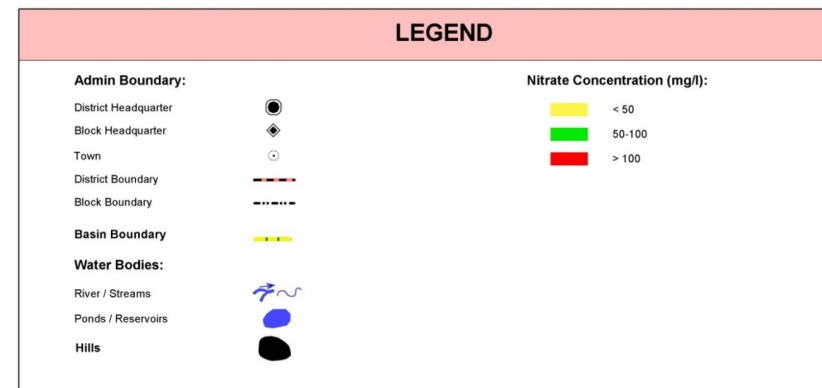 LEGEND
Admin Boundary:
District Headquarter
Block Headquarter
Town
District Boundary
Block Boundary
Basin Boundary
Water Bodies:
River / Streams
Ponds / Reservoirs
Hills
Nitrate Concentration (mg/l):
< 50
50-100
> 100